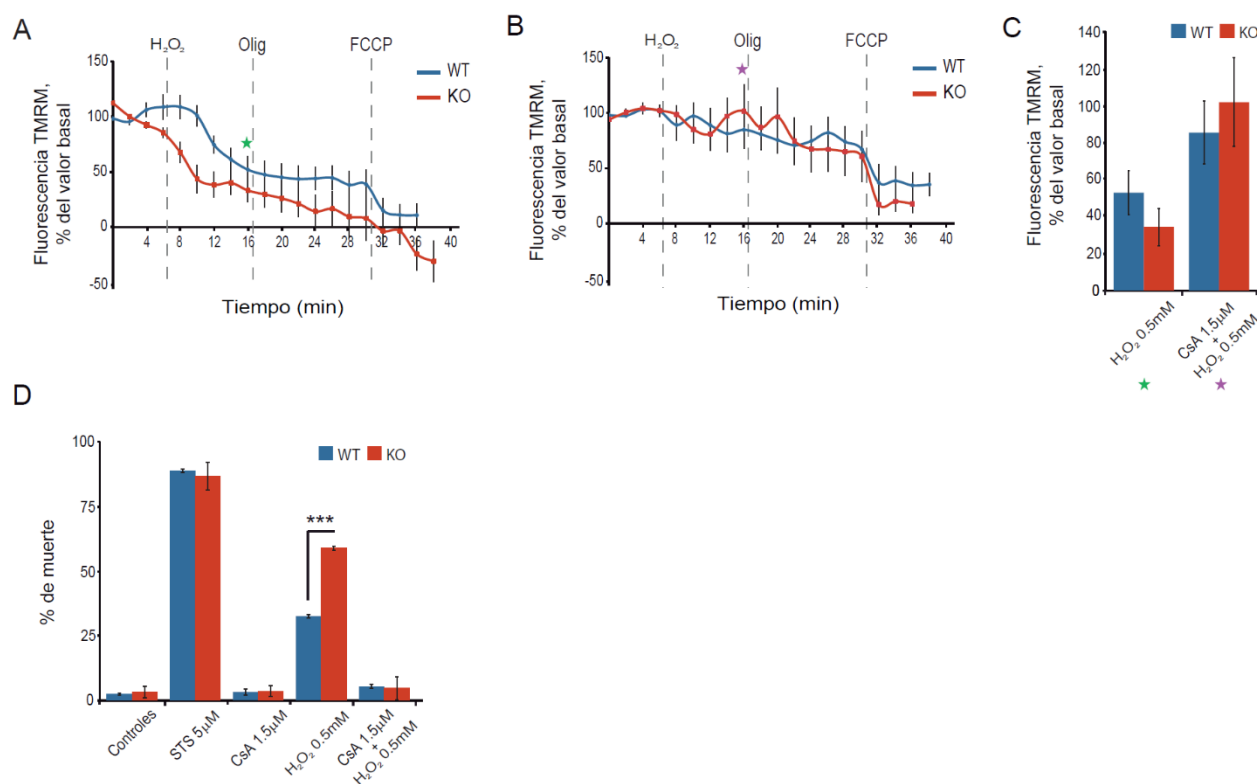 A
H₂O₂
Olig
FCCP
WT
KO
Fluorescencia TMRM,
% del valor basal
150
100
50
0
-50
4
8
12
16
20
24
28
32
36
40
Tiempo (min)
B
H₂O₂
Olig
FCCP
WT
KO
Fluorescencia TMRM,
% del valor basal
150
100
50
0
-50
4
8
12
16
20
24
28
32
36
40
Tiempo (min)
C
WT
KO
Fluorescencia TMRM,
% del valor basal
140
120
100
80
60
40
20
0
H₂O₂ 0.5mM
CsA 1.5µM
+
H₂O₂ 0.5mM
D
WT
KO
% de muerte
100
75
50
25
0
***
Controles
STS 5µM
CsA 1.5µM
H₂O₂ 0.5mM
CsA 1.5µM
+
H₂O₂ 0.5mM